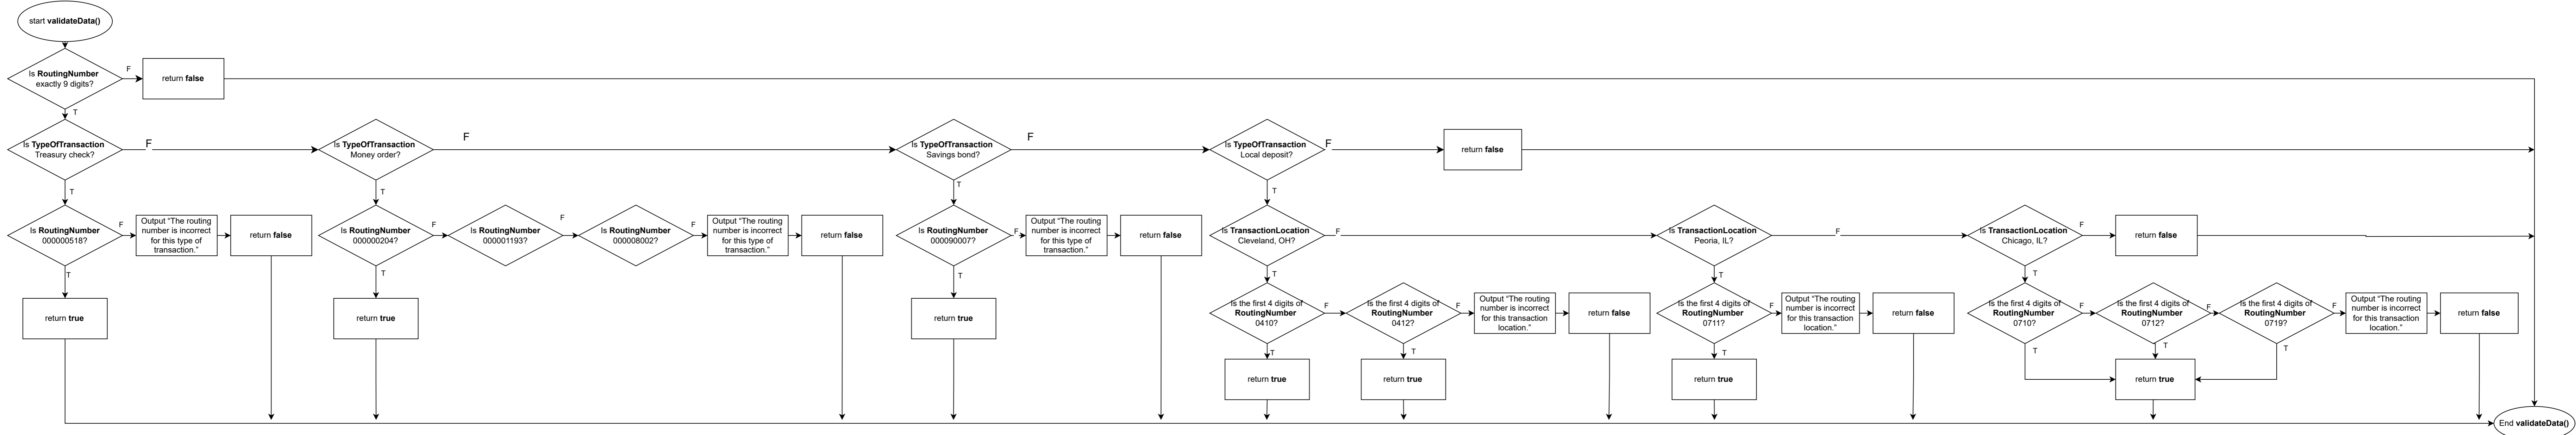 start validateData()
Is RoutingNumber
exactly 9 digits?
F
return false
T
Is TypeOfTransaction
Treasury check?
F
Is TypeOfTransaction
Money order?
F
Is TypeOfTransaction
Savings bond?
F
Is TypeOfTransaction
Local deposit?
F
return false
T
T
T
T
Is RoutingNumber
000000518?
F
Output “The routing
number is incorrect
for this type of
transaction.”
return false
Is RoutingNumber
000000204?
F
Is RoutingNumber
000001193?
F
Is RoutingNumber
000008002?
F
Output “The routing
number is incorrect
for this type of
transaction.”
return false
Is RoutingNumber
000090007?
F
Output “The routing
number is incorrect
for this type of
transaction.”
return false
Is TransactionLocation
Cleveland, OH?
F
Is TransactionLocation
Peoria, IL?
F
Is TransactionLocation
Chicago, IL?
F
return false
T
T
T
T
T
T
return true
return true
return true
Is the first 4 digits of
RoutingNumber
0410?
F
Is the first 4 digits of
RoutingNumber
0412?
F
Output “The routing
number is incorrect
for this transaction
location.”
return false
Is the first 4 digits of
RoutingNumber
0711?
F
Output “The routing
number is incorrect
for this transaction
location.”
return false
Is the first 4 digits of
RoutingNumber
0710?
F
Is the first 4 digits of
RoutingNumber
0712?
F
Is the first 4 digits of
RoutingNumber
0719?
F
Output “The routing
number is incorrect
for this transaction
location.”
return false
T
T
T
T
T
T
return true
return true
return true
return true
End validateData()